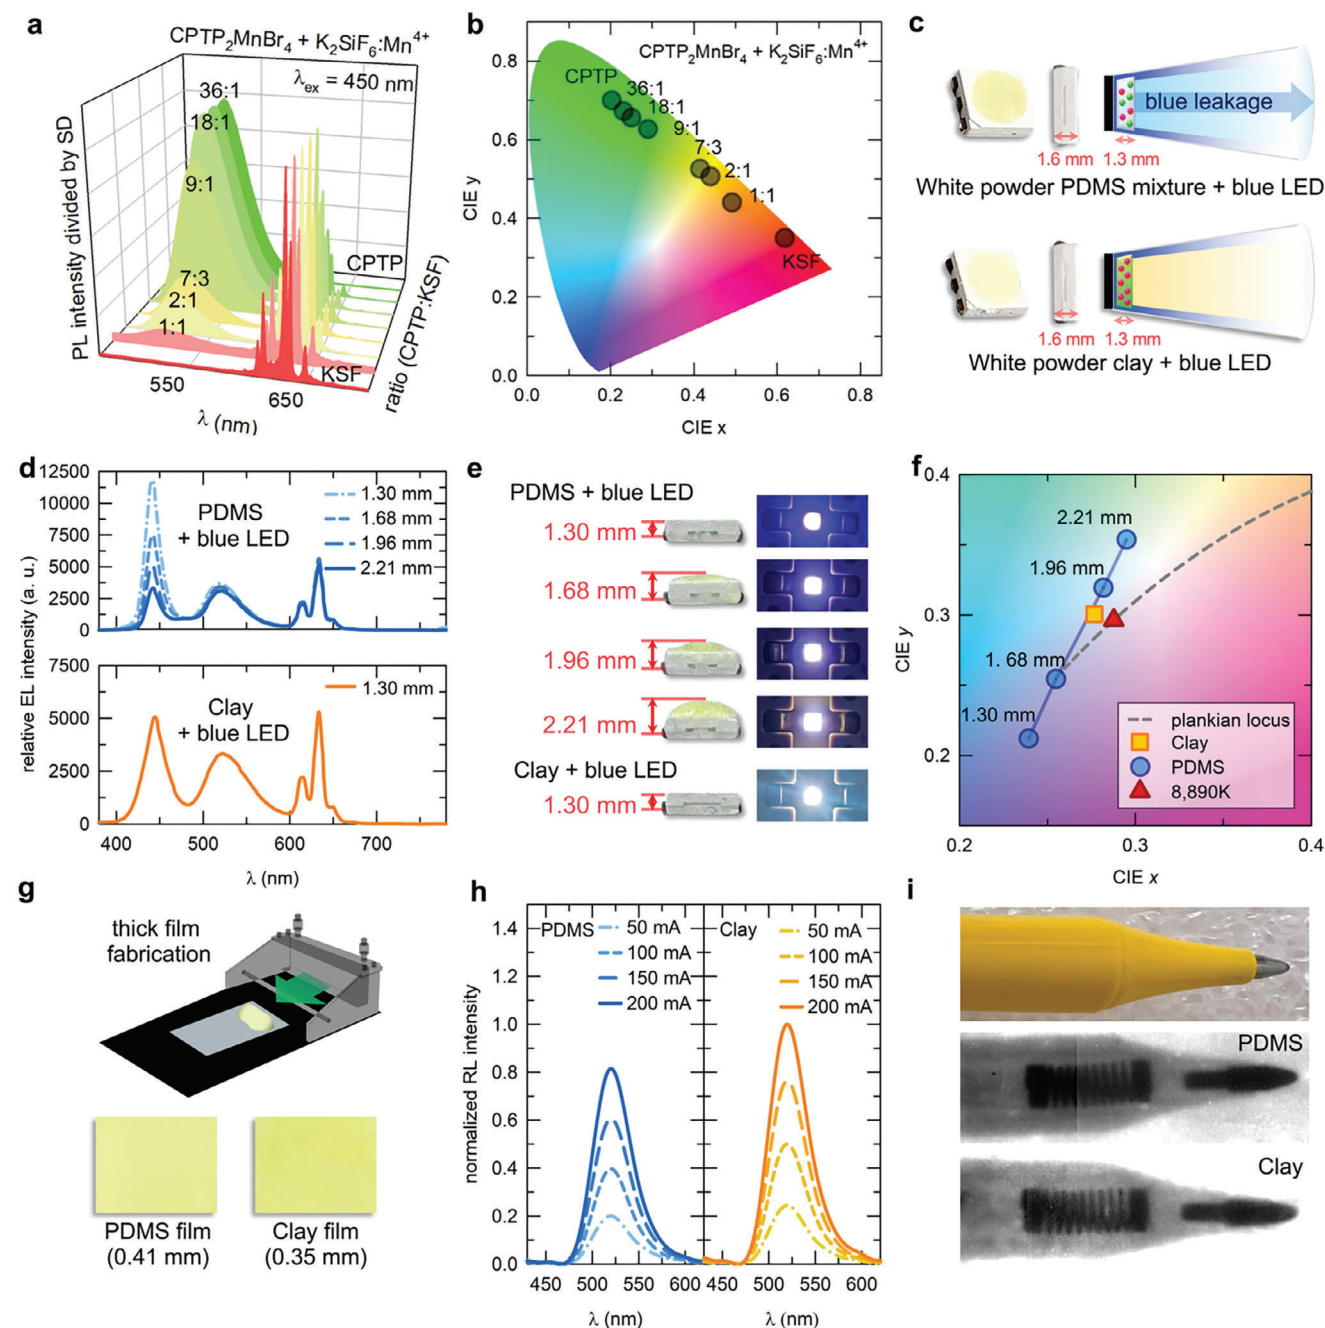 a
CPTP₂MnBr₄ + K₂SiF₆:Mn⁴⁺
λex = 450 nm
36:1
18:1
9:1
7:3
2:1
1:1
CPTP
KSF
PL intensity divided by SD
550
650
λ (nm)
ratio (CPTP:KSF)
b
CPTP₂MnBr₄ + K₂SiF₆:Mn⁴⁺
CPTP
36:1
18:1
9:1
7:3
2:1
1:1
KSF
0.8
0.6
0.4
0.2
0.0
CIE y
0.0 0.2 0.4 0.6 0.8
CIE x
c
blue leakage
1.6 mm 1.3 mm
White powder PDMS mixture + blue LED
1.6 mm 1.3 mm
White powder clay + blue LED
d
relative EL intensity (a. u.)
12500
10000
7500
5000
2500
0
PDMS
+ blue LED
1.30 mm
1.68 mm
1.96 mm
2.21 mm
7500
5000
2500
0
Clay
+ blue LED
1.30 mm
400 500 600 700
λ (nm)
e
PDMS + blue LED
1.30 mm
1.68 mm
1.96 mm
2.21 mm
Clay + blue LED
1.30 mm
f
0.4
0.3
0.2
CIE y
2.21 mm
1.96 mm
1. 68 mm
1.30 mm
plankian locus
Clay
PDMS
8,890K
0.2 0.3 0.4
CIE x
g
thick film
fabrication
PDMS film
(0.41 mm)
Clay film
(0.35 mm)
h
normalized RL intensity
1.4
1.2
1.0
0.8
0.6
0.4
0.2
0.0
PDMS
50 mA
100 mA
150 mA
200 mA
Clay
50 mA
100 mA
150 mA
200 mA
450 500 550 600 450 500 550 600
λ (nm) λ (nm)
i
PDMS
Clay